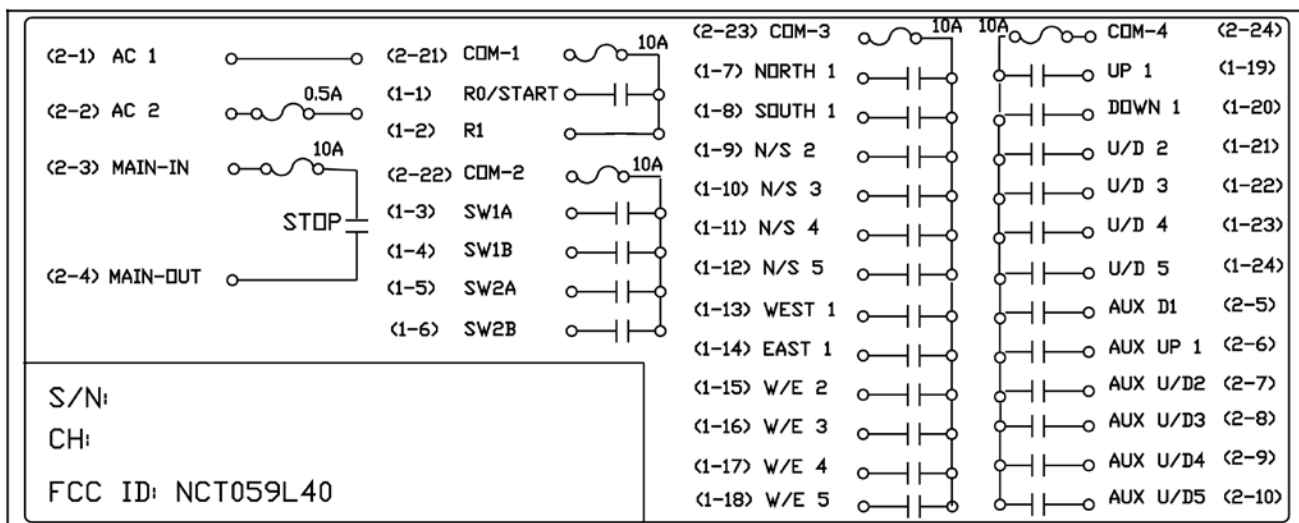 (2-1) AC 1
(2-2) AC 2 0.5A
(2-3) MAIN-IN 10A
STOP
(2-4) MAIN-OUT
(2-21) COM-1 10A
(1-1) R0/START
(1-2) R1
(2-22) COM-2 10A
(1-3) SW1A
(1-4) SW1B
(1-5) SW2A
(1-6) SW2B
(2-23) COM-3 10A
(1-7) NORTH 1
(1-8) SOUTH 1
(1-9) N/S 2
(1-10) N/S 3
(1-11) N/S 4
(1-12) N/S 5
(1-13) WEST 1
(1-14) EAST 1
(1-15) W/E 2
(1-16) W/E 3
(1-17) W/E 4
(1-18) W/E 5
10A COM-4 (2-24)
UP 1 (1-19)
DOWN 1 (1-20)
U/D 2 (1-21)
U/D 3 (1-22)
U/D 4 (1-23)
U/D 5 (1-24)
AUX D1 (2-5)
AUX UP 1 (2-6)
AUX U/D2 (2-7)
AUX U/D3 (2-8)
AUX U/D4 (2-9)
AUX U/D5 (2-10)
S/N:
CH:
FCC ID: NCT059L40